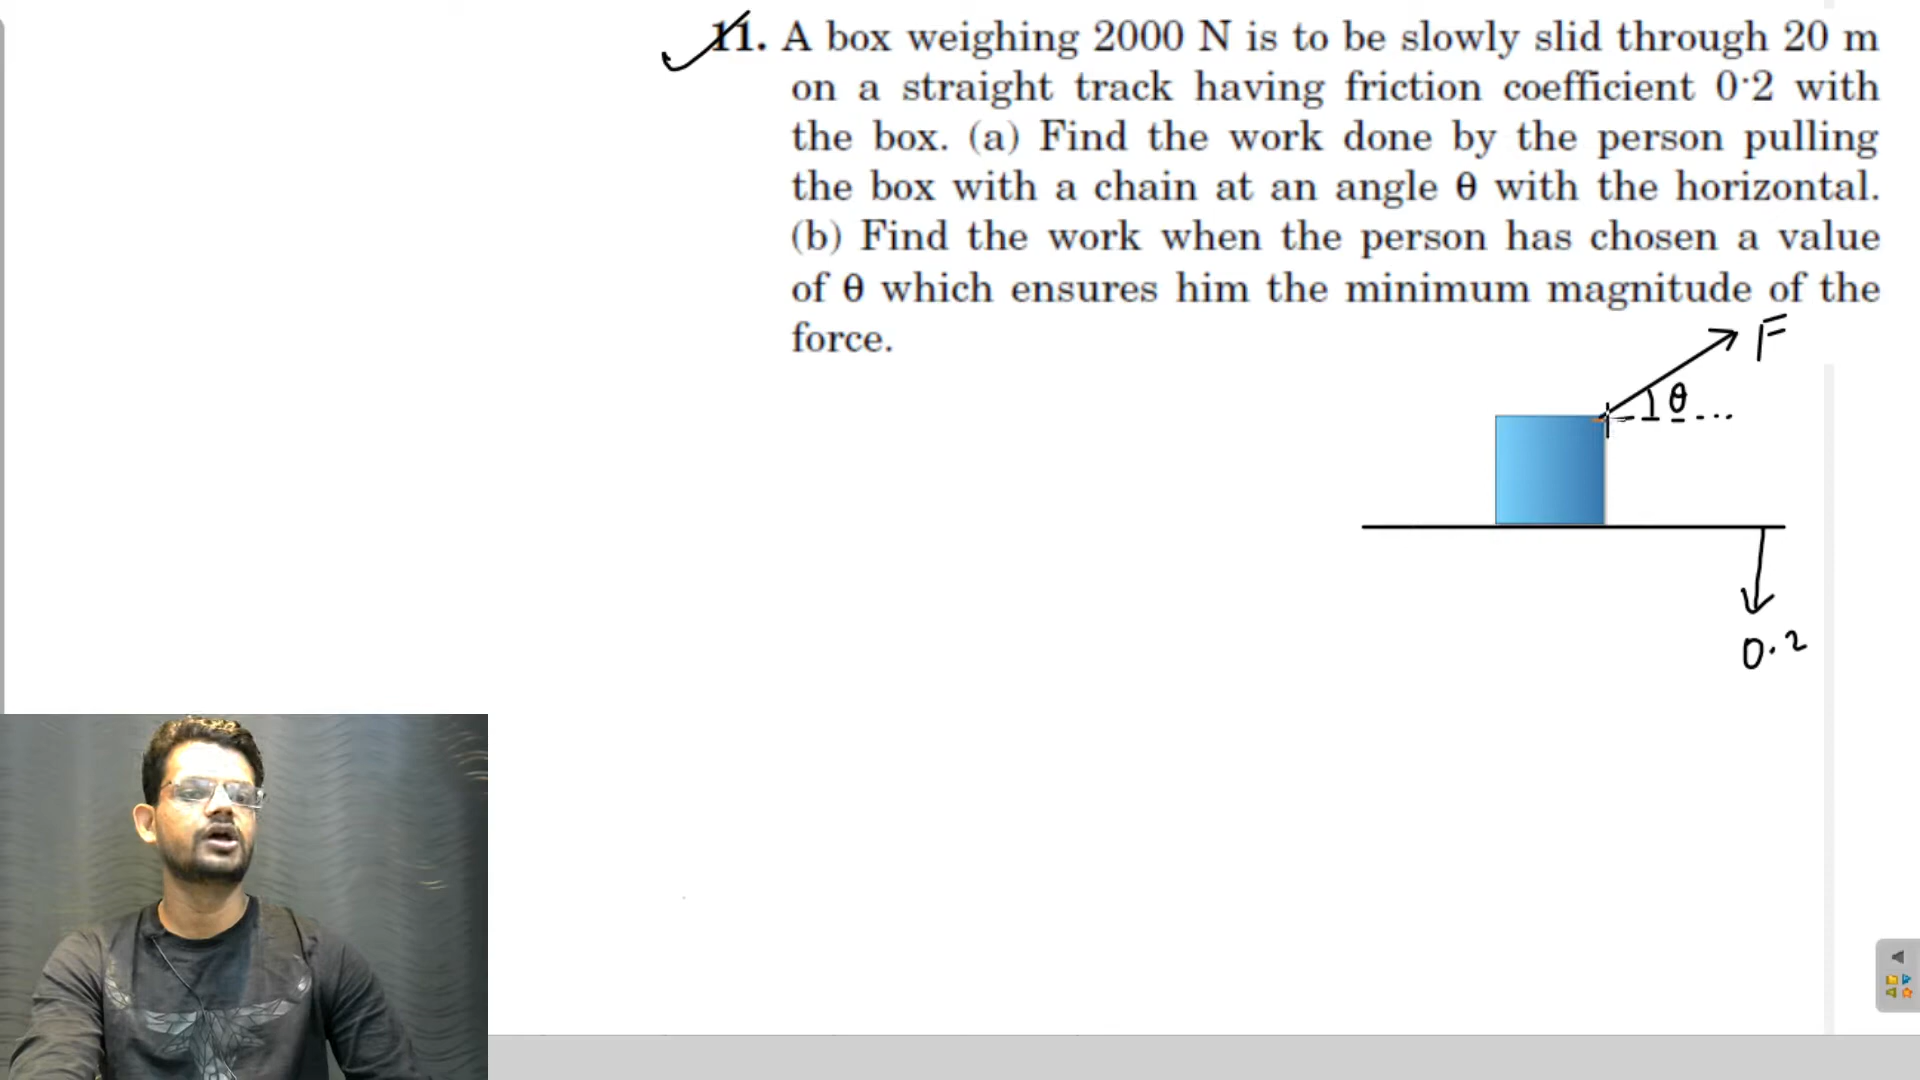 11. A box weighing 2000 N is to be slowly slid through 20 m
on a straight track having friction coefficient 0·2 with
the box. (a) Find the work done by the person pulling
the box with a chain at an angle θ with the horizontal.
(b) Find the work when the person has chosen a value
of θ which ensures him the minimum magnitude of the
force.
F
θ
0.2